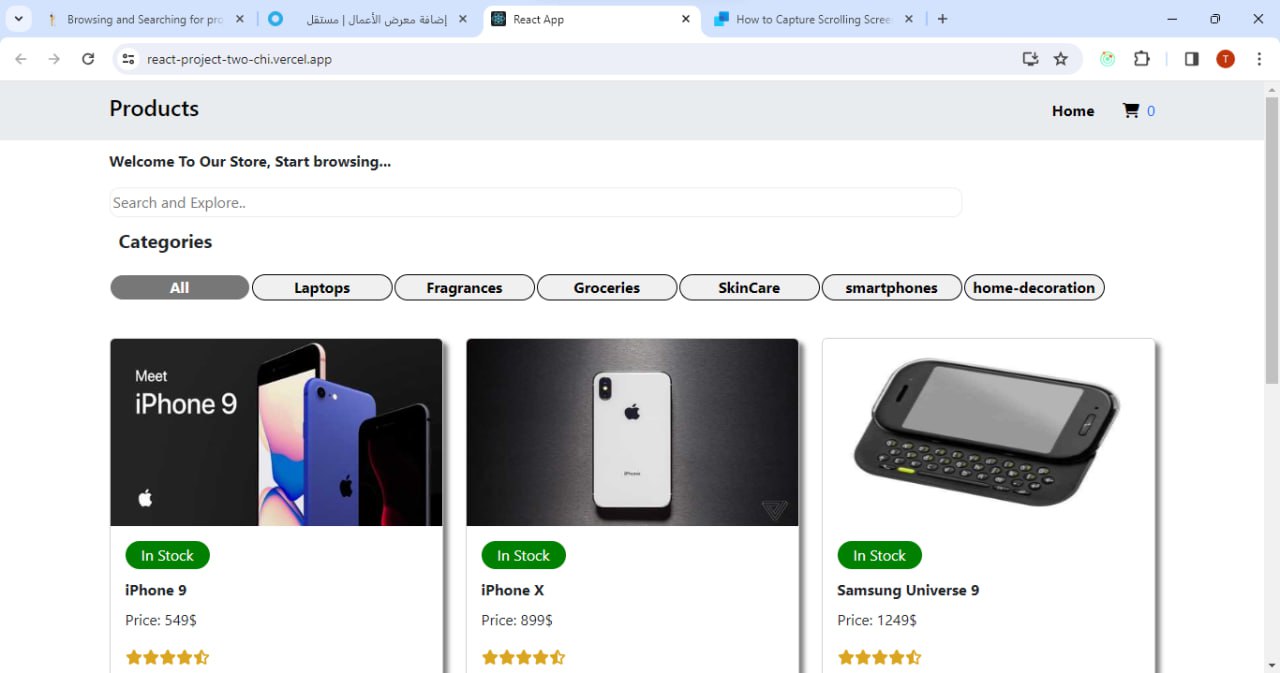 Browsing and Searching for pro
إضافة معرض الأعمال | مستقل
React App
How to Capture Scrolling Scree
react-project-two-chi.vercel.app
T
Products
Home
0
Welcome To Our Store, Start browsing...
Search and Explore..
Categories
All
Laptops
Fragrances
Groceries
SkinCare
smartphones
home-decoration
Meet
iPhone 9
iPhone
In Stock
In Stock
In Stock
iPhone 9
iPhone X
Samsung Universe 9
Price: 549$
Price: 899$
Price: 1249$